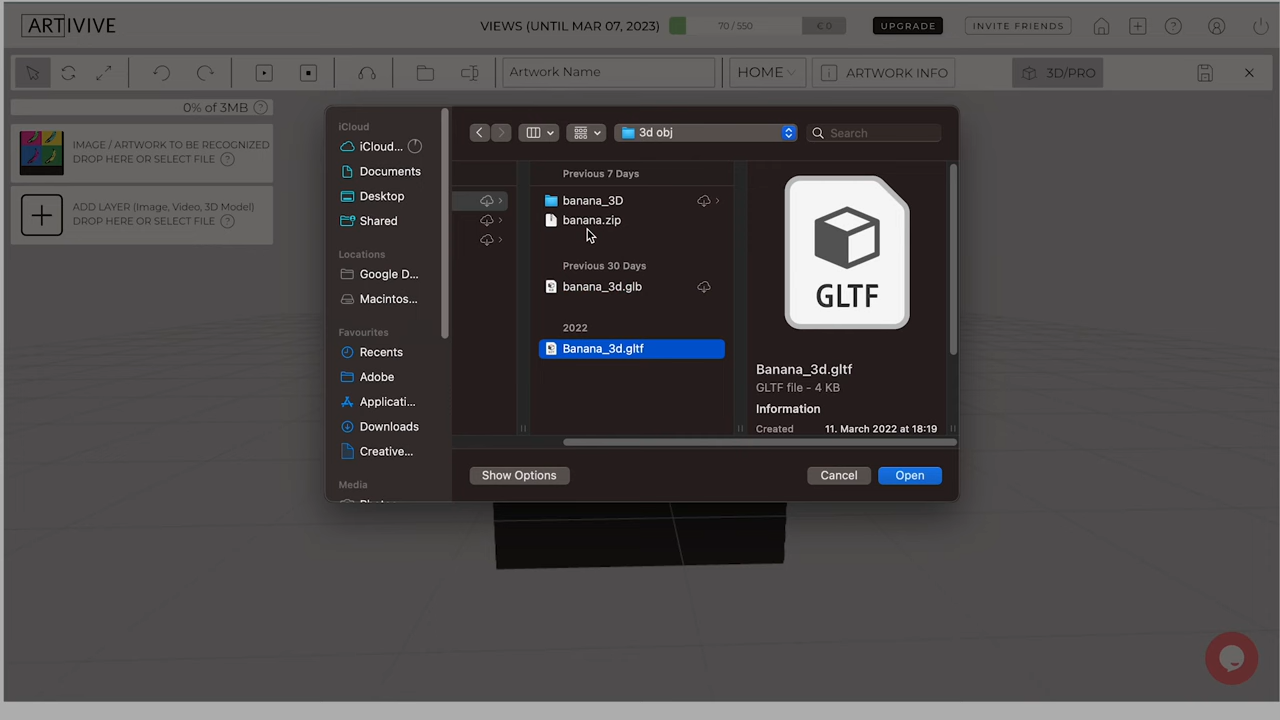 ARTIVIVE
VIEWS (UNTIL MAR 07, 2023)
70 / 550
€ 0
UPGRADE
INVITE FRIENDS
Artwork Name
HOME
ARTWORK INFO
3D/PRO
0% of 3MB
IMAGE / ARTWORK TO BE RECOGNIZED
DROP HERE OR SELECT FILE
ADD LAYER (Image, Video, 3D Model)
DROP HERE OR SELECT FILE
iCloud
iCloud...
Documents
Desktop
Shared
Locations
Google D...
Macintos...
Favourites
Recents
Adobe
Applicati...
Downloads
Creative...
Media
3d obj
Search
Previous 7 Days
banana_3D
banana.zip
Previous 30 Days
banana_3d.glb
2022
Banana_3d.gltf
GLTF
Banana_3d.gltf
GLTF file - 4 KB
Information
Created 11. March 2022 at 18:19
Show Options
Cancel
Open